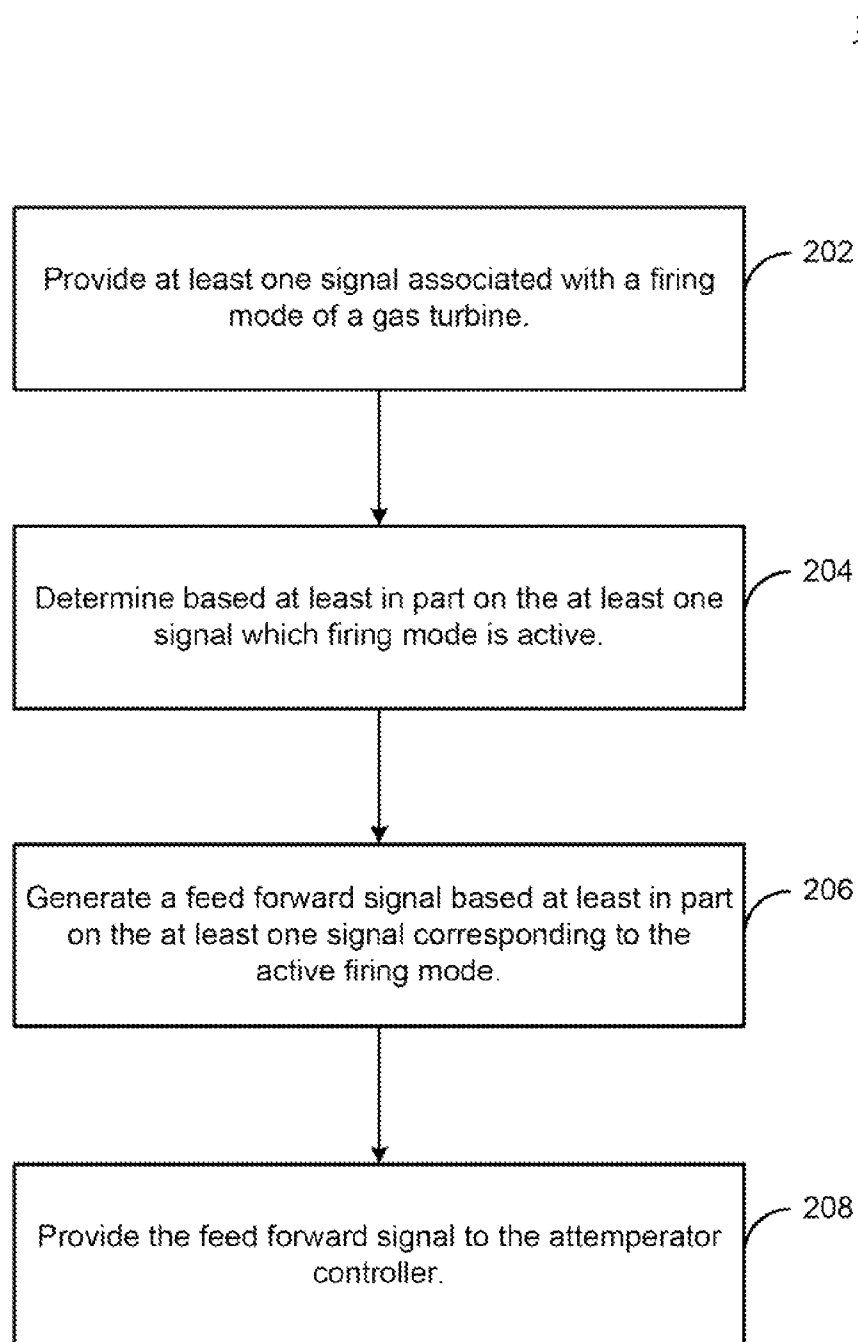 Provide at least one signal associated with a firing
mode of a gas turbine.
202
Determine based at least in part on the at least one
signal which firing mode is active.
204
Generate a feed forward signal based at least in part
on the at least one signal corresponding to the
active firing mode.
206
Provide the feed forward signal to the attemperator
controller.
208